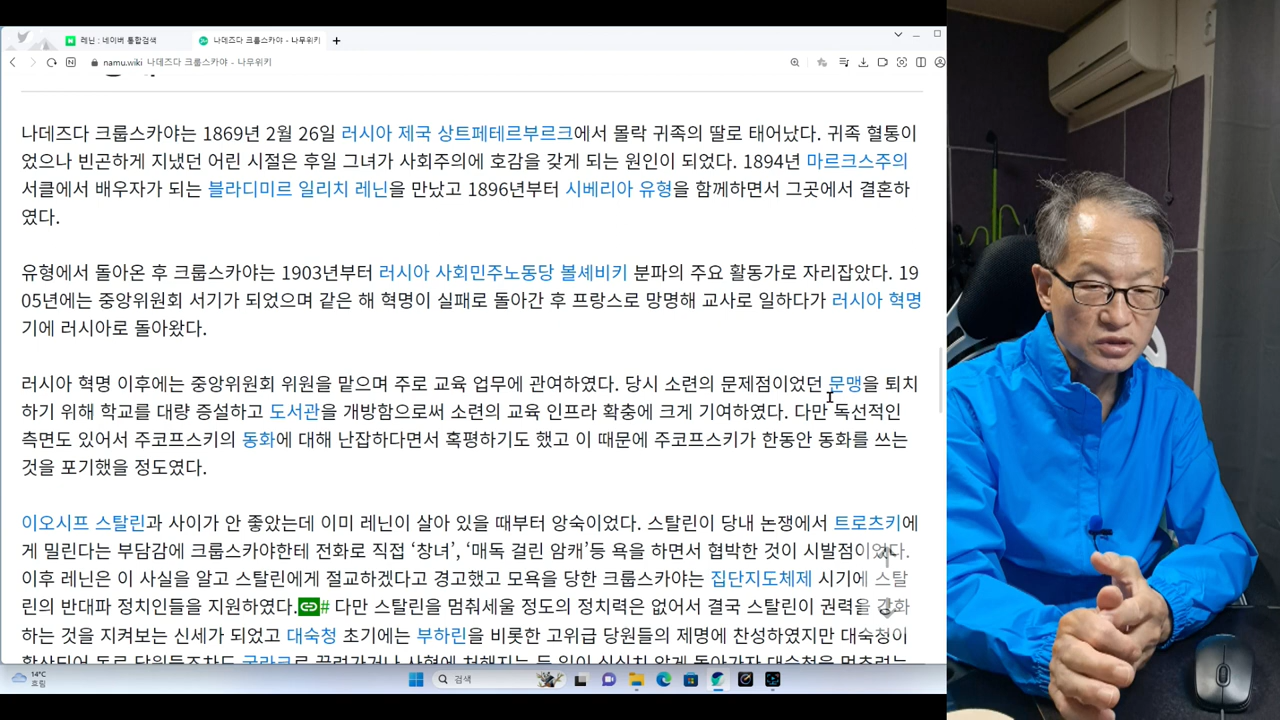 레닌 : 네이버 통합검색
나데즈다 크룹스카야 - 나무위키
namu.wiki 나데즈다 크룹스카야 - 나무위키
나데즈다 크룹스카야는 1869년 2월 26일 러시아 제국 상트페테르부르크에서 몰락 귀족의 딸로 태어났다. 귀족 혈통이
었으나 빈곤하게 지냈던 어린 시절은 후일 그녀가 사회주의에 호감을 갖게 되는 원인이 되었다. 1894년 마르크스주의
서클에서 배우자가 되는 블라디미르 일리치 레닌을 만났고 1896년부터 시베리아 유형을 함께하면서 그곳에서 결혼하
였다.
유형에서 돌아온 후 크룹스카야는 1903년부터 러시아 사회민주노동당 볼셰비키 분파의 주요 활동가로 자리잡았다. 19
05년에는 중앙위원회 서기가 되었으며 같은 해 혁명이 실패로 돌아간 후 프랑스로 망명해 교사로 일하다가 러시아 혁명
기에 러시아로 돌아왔다.
러시아 혁명 이후에는 중앙위원회 위원을 맡으며 주로 교육 업무에 관여하였다. 당시 소련의 문제점이었던 문맹을 퇴치
하기 위해 학교를 대량 증설하고 도서관을 개방함으로써 소련의 교육 인프라 확충에 크게 기여하였다. 다만 독선적인
측면도 있어서 주코프스키의 동화에 대해 난잡하다면서 혹평하기도 했고 이 때문에 주코프스키가 한동안 동화를 쓰는
것을 포기했을 정도였다.
이오시프 스탈린과 사이가 안 좋았는데 이미 레닌이 살아 있을 때부터 앙숙이었다. 스탈린이 당내 논쟁에서 트로츠키에
게 밀린다는 부담감에 크룹스카야한테 전화로 직접 ‘창녀’, ‘매독 걸린 암캐’등 욕을 하면서 협박한 것이 시발점이었다.
이후 레닌은 이 사실을 알고 스탈린에게 절교하겠다고 경고했고 모욕을 당한 크룹스카야는 집단지도체제 시기에 스탈
린의 반대파 정치인들을 지원하였다.# 다만 스탈린을 멈춰세울 정도의 정치력은 없어서 결국 스탈린이 권력을 강화
하는 것을 지켜보는 신세가 되었고 대숙청 초기에는 부하린을 비롯한 고위급 당원들의 제명에 찬성하였지만 대숙청이
14°C
흐림
검색